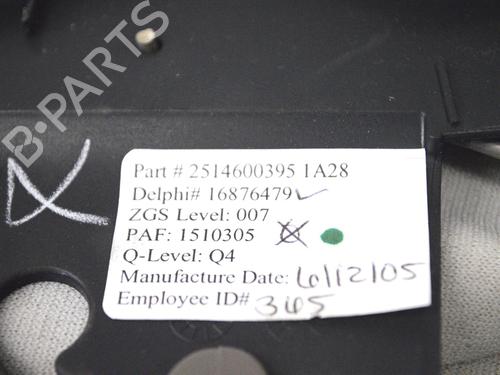 B-PARTS
Part # 2514600395 1A28
Delphi# 16876479
ZGS Level: 007
PAF: 1510305
Q-Level: Q4
Manufacture Date: 6/12/05
Employee ID# 365